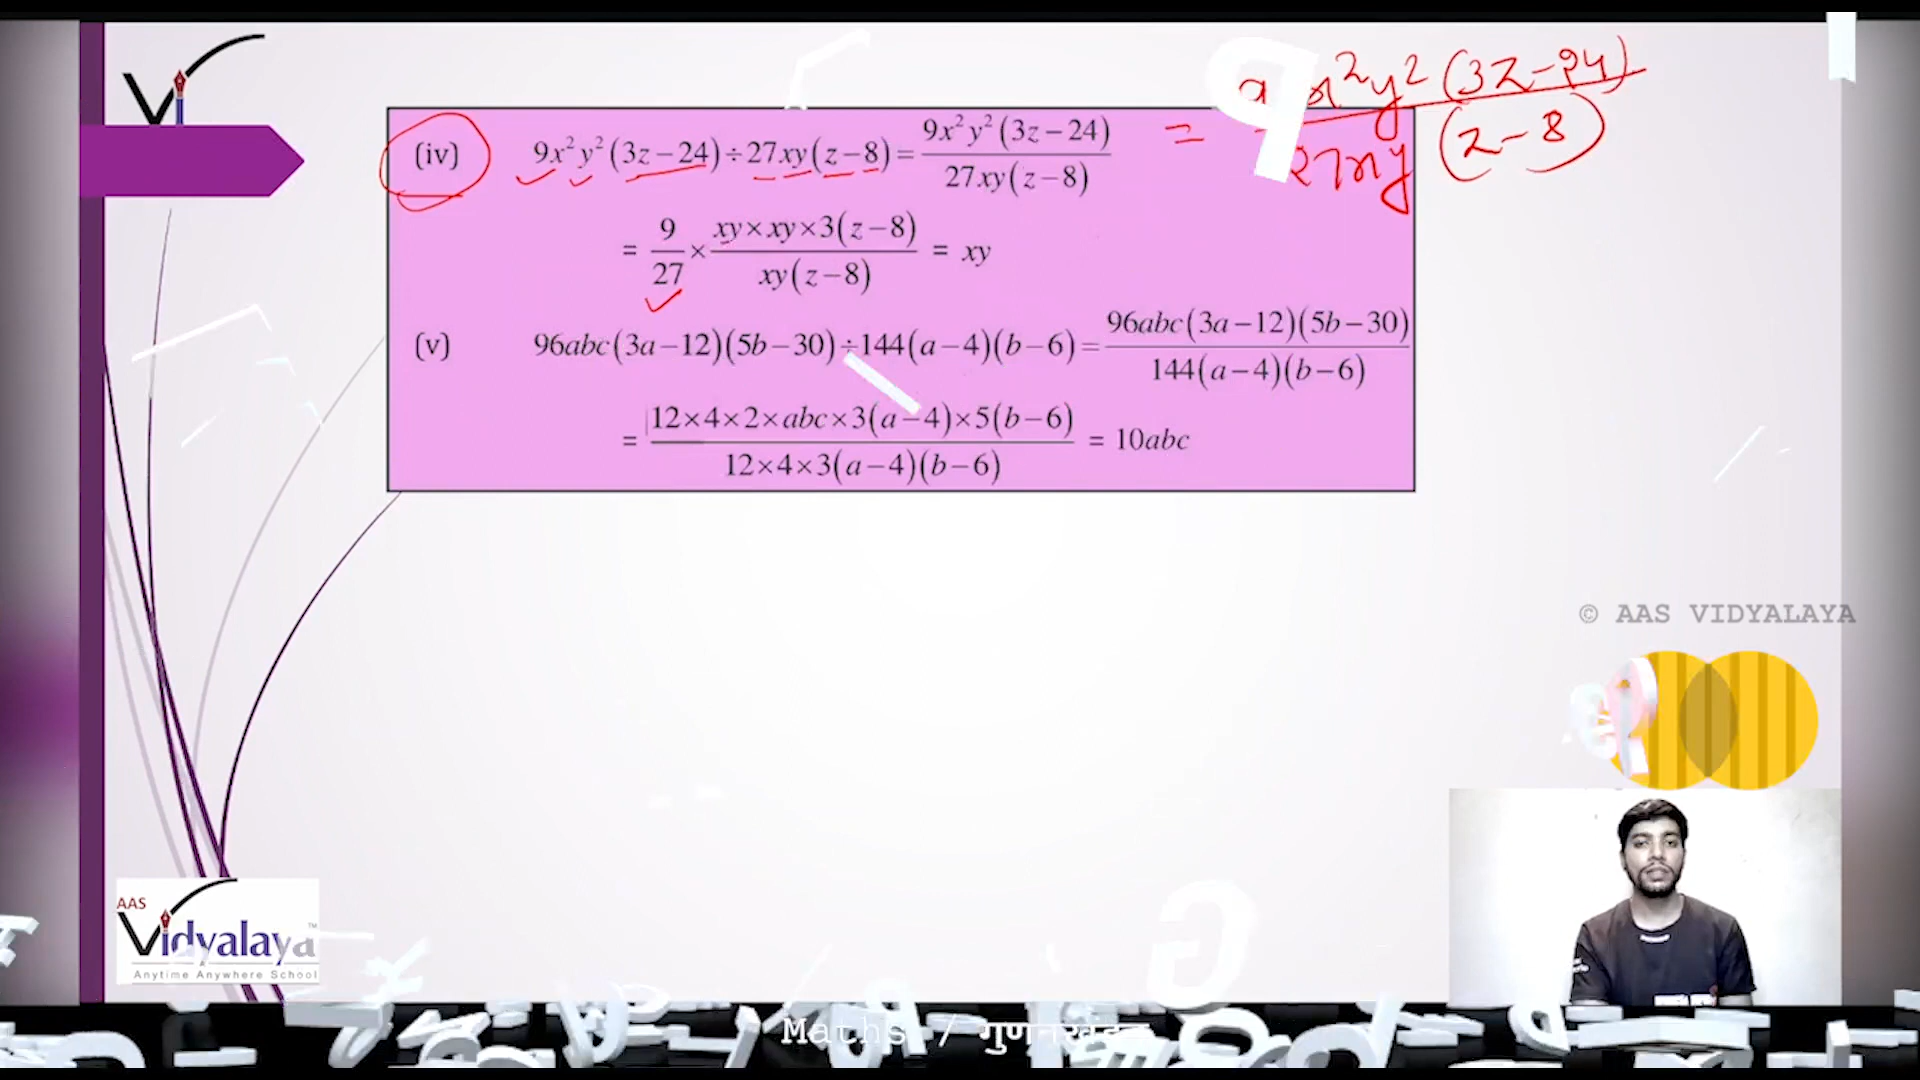 9x²y² (3z-24)
= ―――――――
27xy (z-8)
(iv) 9x²y²(3z−24)÷27xy(z−8) = 9x²y²(3z−24) / 27xy(z−8)
= 9/27 × xy×xy×3(z−8) / xy(z−8) = xy
(v) 96abc(3a−12)(5b−30)÷144(a−4)(b−6) = 96abc(3a−12)(5b−30) / 144(a−4)(b−6)
= 12×4×2×abc×3(a−4)×5(b−6) / 12×4×3(a−4)(b−6) = 10abc
© AAS VIDYALAYA
AAS
Vidyalaya™
Anytime Anywhere School
Maths /